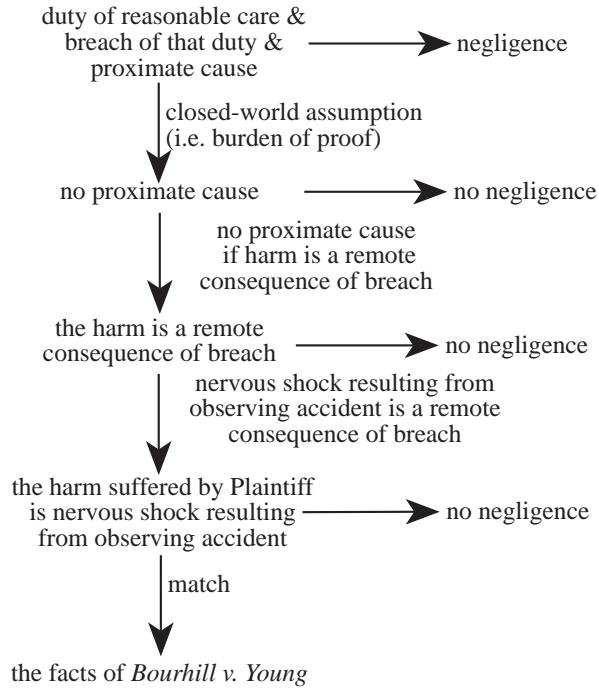 duty of reasonable care &
breach of that duty &
proximate cause
negligence
closed-world assumption
(i.e. burden of proof)
no proximate cause
no negligence
no proximate cause
if harm is a remote
consequence of breach
the harm is a remote
consequence of breach
no negligence
nervous shock resulting from
observing accident is a remote
consequence of breach
the harm suffered by Plaintiff
is nervous shock resulting
from observing accident
no negligence
match
the facts of Bourhill v. Young